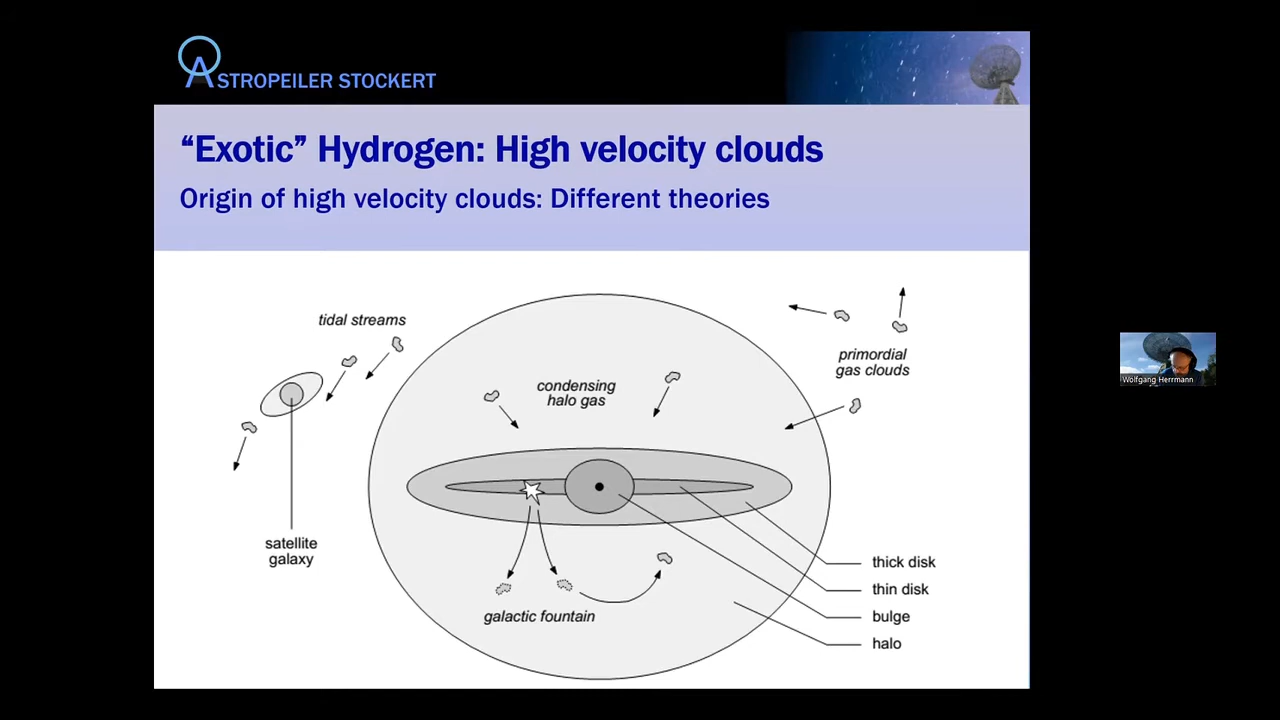 ASTROPEILER STOCKERT
“Exotic” Hydrogen: High velocity clouds
Origin of high velocity clouds: Different theories
tidal streams
primordial
gas clouds
condensing
halo gas
Wolfgang Herrmann
satellite
galaxy
galactic fountain
thick disk
thin disk
bulge
halo